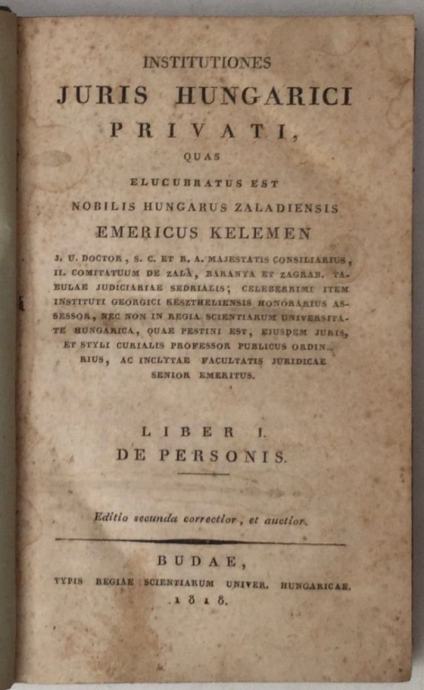 INSTITUTIONES
JURIS HUNGARICI
PRIVATI,
QUAS
ELUCUBRATUS EST
NOBILIS HUNGARUS ZALADIENSIS
EMERICUS KELEMEN
J. U. DOCTOR, S. C. ET R. A. MAJESTATIS CONSILIARIUS,
II. COMITATUUM DE ZALA, BARANYA ET ZAGRAB. TA-
BULAE JUDICIARIAE SEDRIALIS; CELEBERRIMI ITEM
INSTITUTI GEORGICI KESZTHELIENSIS HONORARIUS AS-
SESSOR, NEC NON IN REGIA SCIENTIARUM UNIVERSITA-
TE HUNGARICA, QUAE PESTINI EST, EJUSDEM JURIS,
ET STYLI CURIALIS PROFESSOR PUBLICUS ORDINA-
RIUS, AC INCLYTAE FACULTATIS JURIDICAE
SENIOR EMERITUS.
LIBER I.
DE PERSONIS.
Editio secunda correctior, et auctior.
BUDAE,
TYPIS REGIAE SCIENTIARUM UNIVER. HUNGARICAE.
1818.